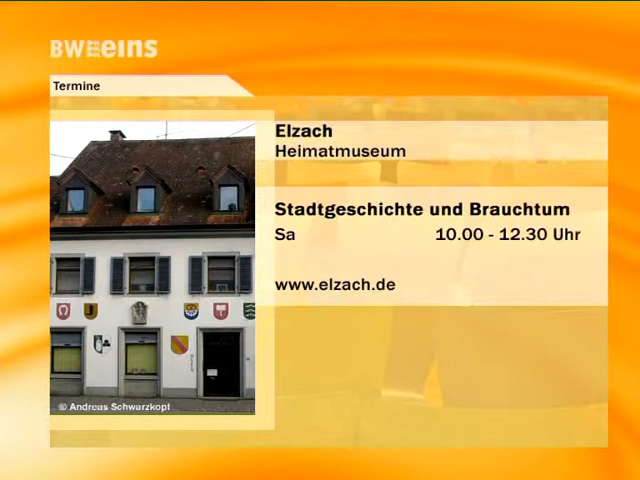 BW eins
Termine
Elzach
Heimatmuseum
Stadtgeschichte und Brauchtum
Sa 10.00 - 12.30 Uhr
www.elzach.de
© Andreas Schwarzkopf